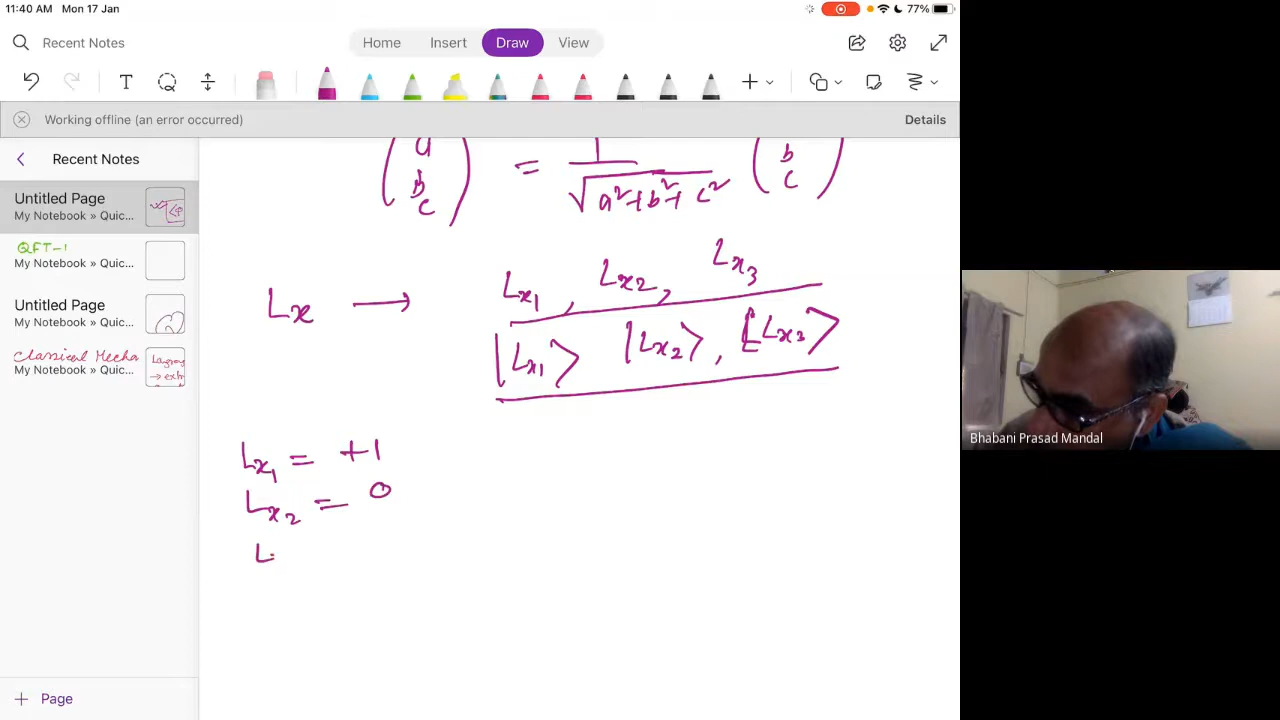 11:40 AM Mon 17 Jan
77%
Recent Notes
Home Insert Draw View
Working offline (an error occurred)
Details
Recent Notes
Untitled Page
My Notebook » Quic...
QFT-1
My Notebook » Quic...
Untitled Page
My Notebook » Quic...
Classical Mecha
My Notebook » Quic...
+ Page
(a b c) = 1/√(a²+b²+c²) (b c)
Lx → Lx₁, Lx₂, Lx₃
|Lx₁⟩ |Lx₂⟩, |Lx₃⟩
Lx₁ = +1
Lx₂ = 0
L
Bhabani Prasad Mandal